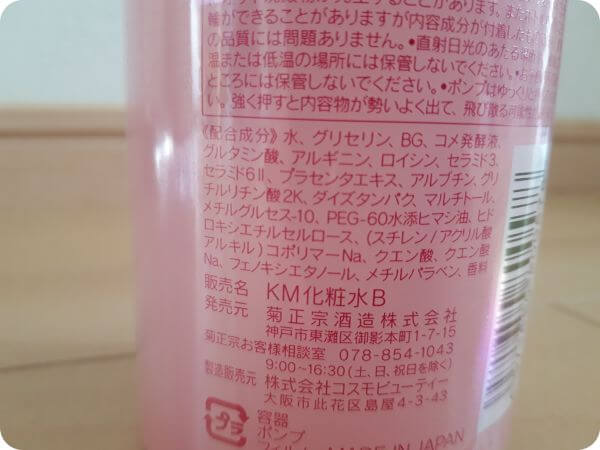 輪ができることがありますが内容成分が付着したもの
の品質には問題ありません。•直射日光のあたる
温または低温の場所には保管しないでください。
ところには保管しないでください。•ポンプはゆっくりと
い。強く押すと内容物が勢いよく出て、飛び散る可能性
《配合成分》水、グリセリン、BG、コメ発酵液、
グルタミン酸、アルギニン、ロイシン、セラミド3、
セラミド6Ⅱ、プラセンタエキス、アルブチン、グリ
チルリチン酸2K、ダイズタンパク、マルチトール、
メチルグルセス-10、PEG-60水添ヒマシ油、ヒド
ロキシエチルセルロース、(スチレン/アクリル酸
アルキル)コポリマーNa、クエン酸、クエン酸
Na、フェノキシエタノール、メチルパラベン、香料
販売名 KM化粧水B
発売元 菊正宗酒造株式会社
神戸市東灘区御影本町1-7-15
菊正宗お客様相談室 078-854-1043
9:00~16:30(土、日、祝日を除く)
製造販売元 株式会社コスモビューティー
大阪市此花区島屋4-3-43
プラ
容器
ポンプ
MADE IN JAPAN